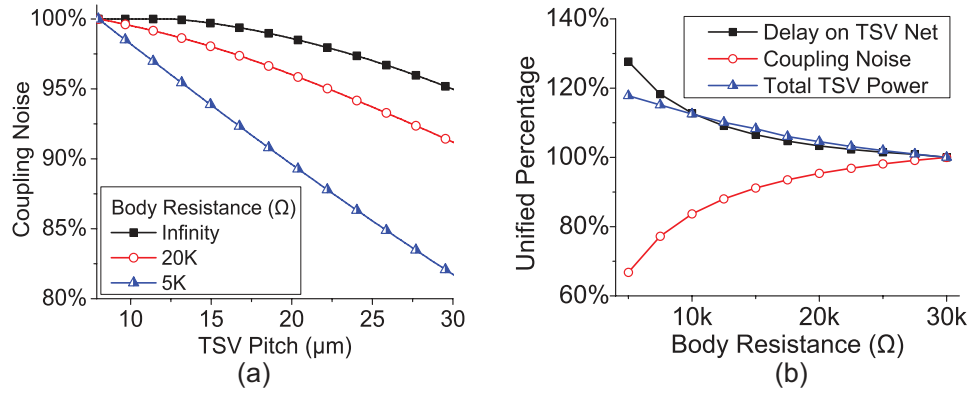 100%
95%
90%
85%
80%
Coupling Noise
Body Resistance (Ω)
Infinity
20K
5K
10 15 20 25 30
TSV Pitch (µm)
(a)
140%
120%
100%
80%
60%
Unified Percentage
Delay on TSV Net
Coupling Noise
Total TSV Power
10k 20k 30k
Body Resistance (Ω)
(b)